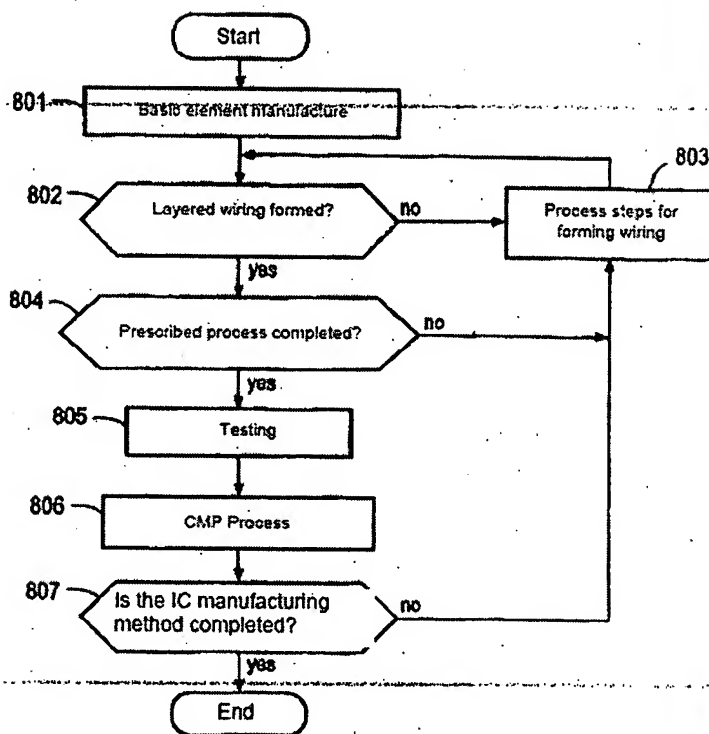 Start
801
Basic element manufacture
802
Layered wiring formed?
no
803
Process steps for
forming wiring
yes
804
Prescribed process completed?
no
yes
805
Testing
806
CMP Process
807
Is the IC manufacturing
method completed?
no
yes
End